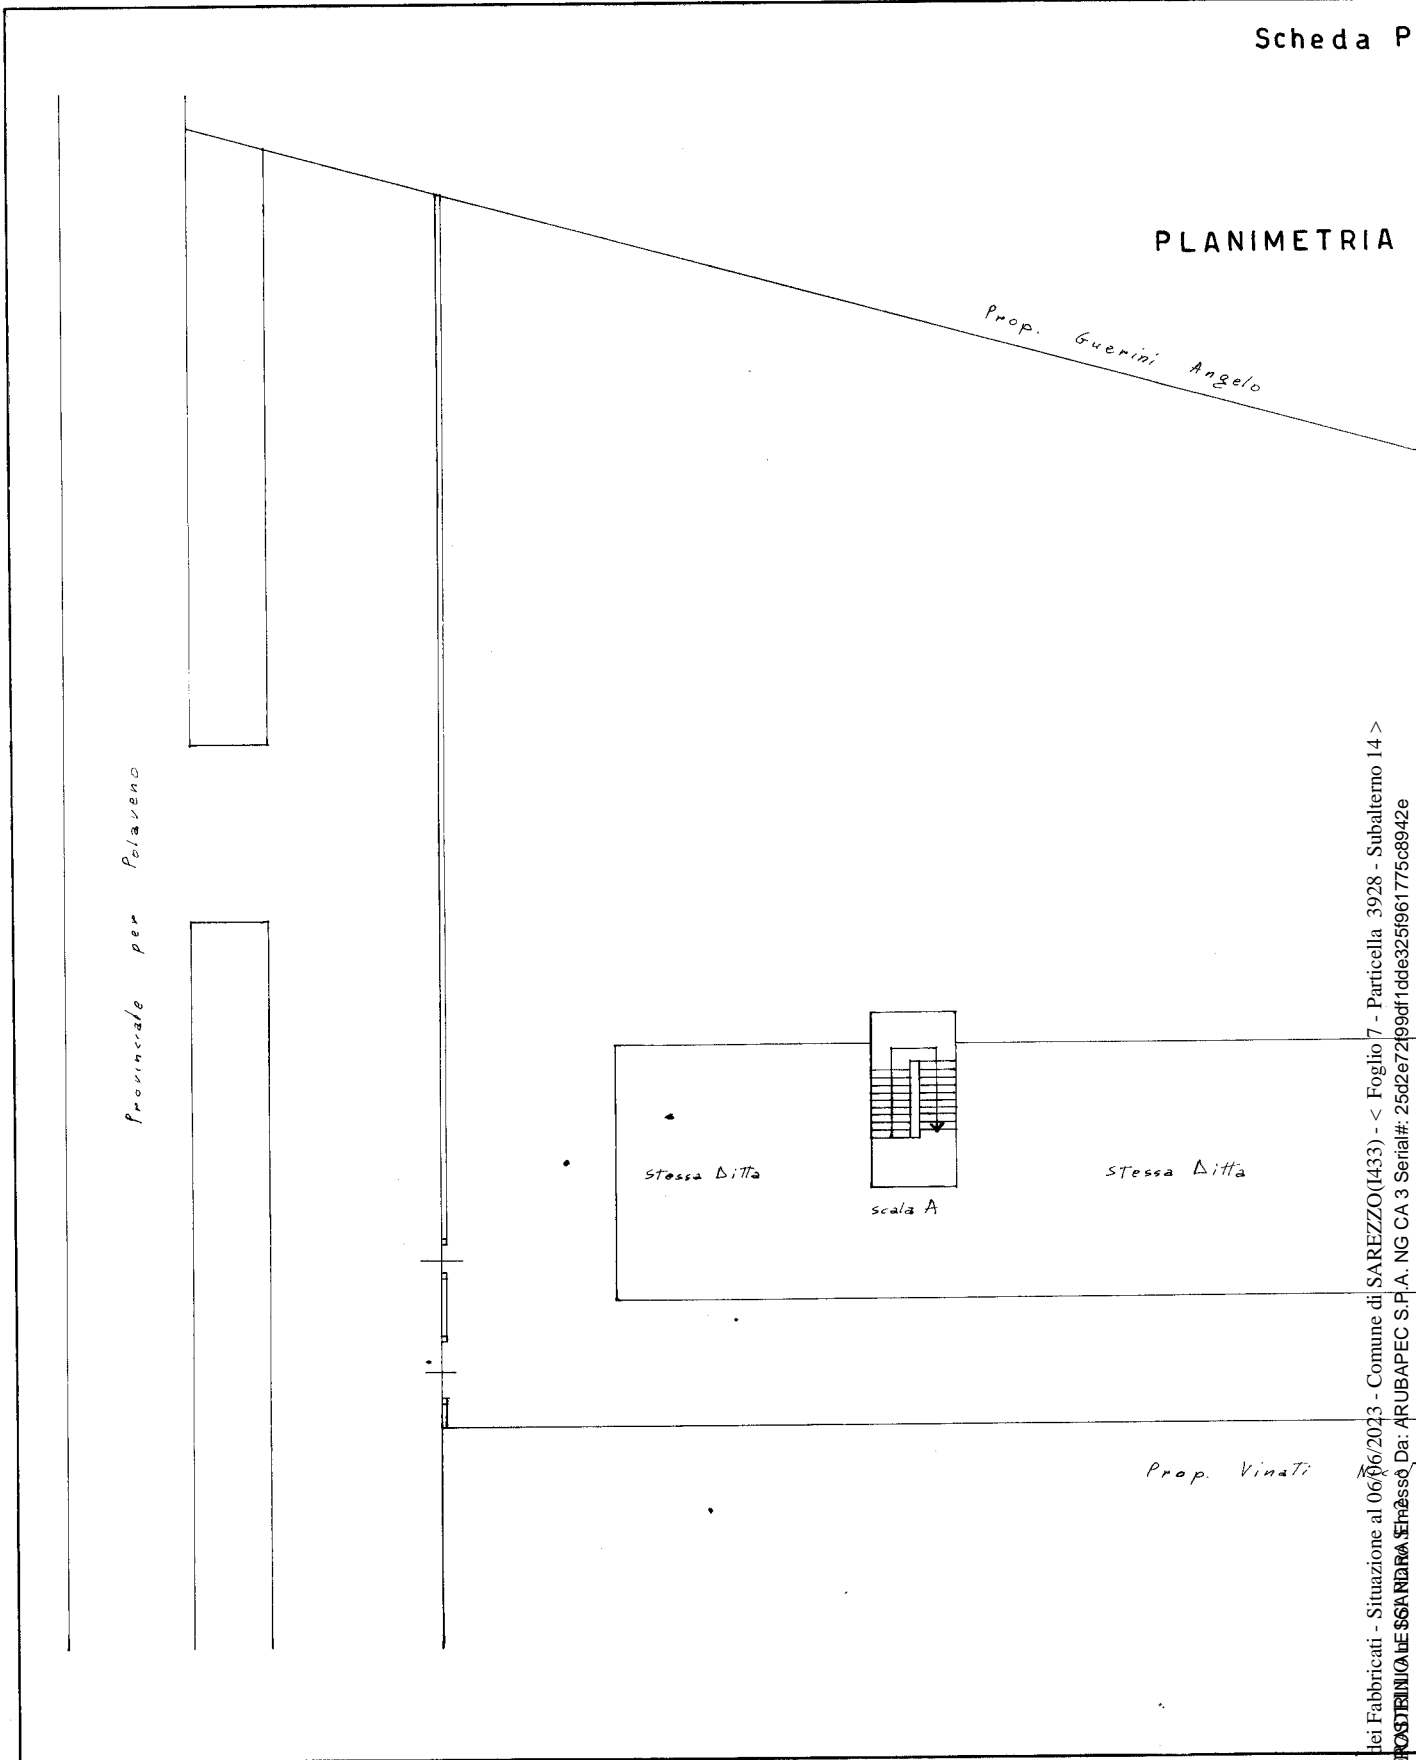 Scheda P
PLANIMETRIA
Prop. Guerini Angelo
Provinciale per Polaveno
stessa Ditta
scala A
stessa Ditta
Prop. Vinati
dei Fabbricati - Situazione al 06/06/2023 - Comune di SAREZZO(I433) - < Foglio 7 - Particella 3928 - Subalterno 14 >
Emesso Da: ARUBAPEC S.P.A. NG CA 3 Serial#: 25d2e72f99df1dde325f961775c8942e